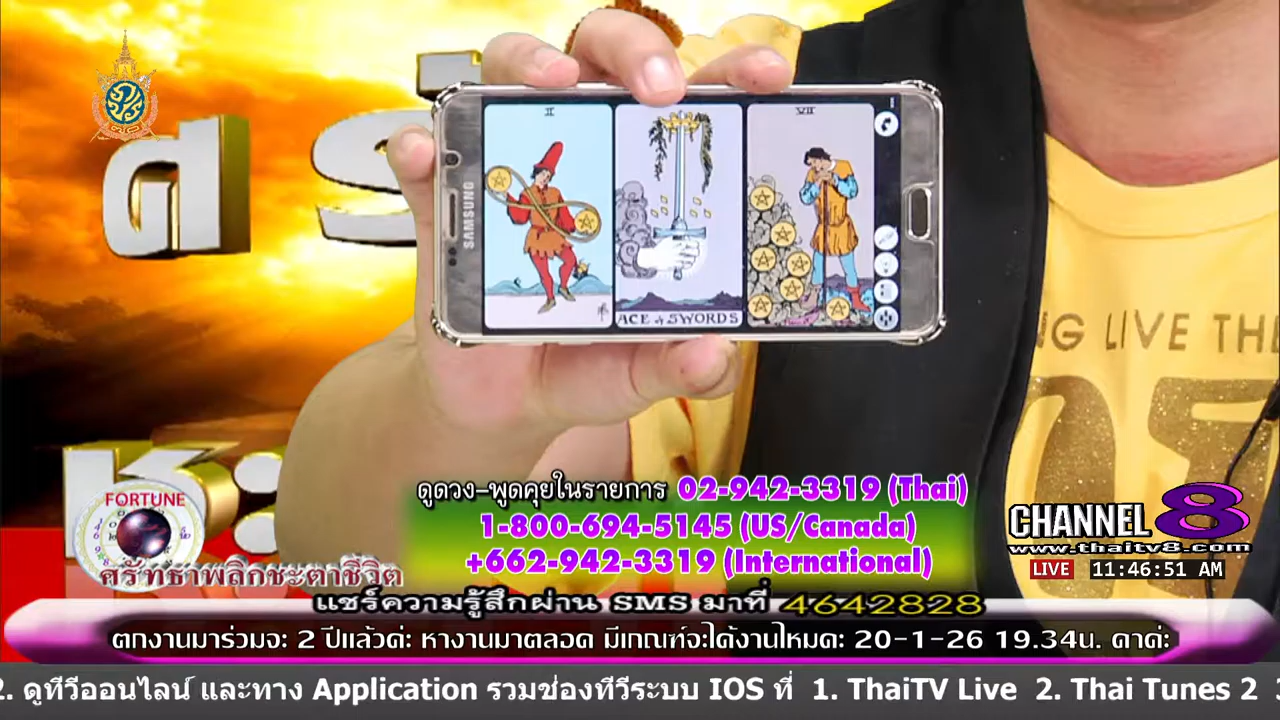 ด
II
VII
SAMSUNG
ACE of SWORDS
NG LIVE THE
FORTUNE
ศรัทธาพลิกชะตาชีวิต
ดูดวง-พูดคุยในรายการ 02-942-3319 (Thai)
1-800-694-5145 (US/Canada)
+662-942-3319 (International)
CHANNEL 8
www.thaitv8.com
LIVE 11:46:51 AM
แชร์ความรู้สึกผ่าน SMS มาที่ 4642828
ตกงานมาร่วมจะ 2 ปีแล้วค่ะ หางานมาตลอด มีเกณฑ์จะได้งานไหมคะ 20-1-26 19.34น. ดาค่ะ
2. ดูทีวีออนไลน์ และทาง Application รวมช่องทีวีระบบ IOS ที่ 1. ThaiTV Live 2. Thai Tunes 2